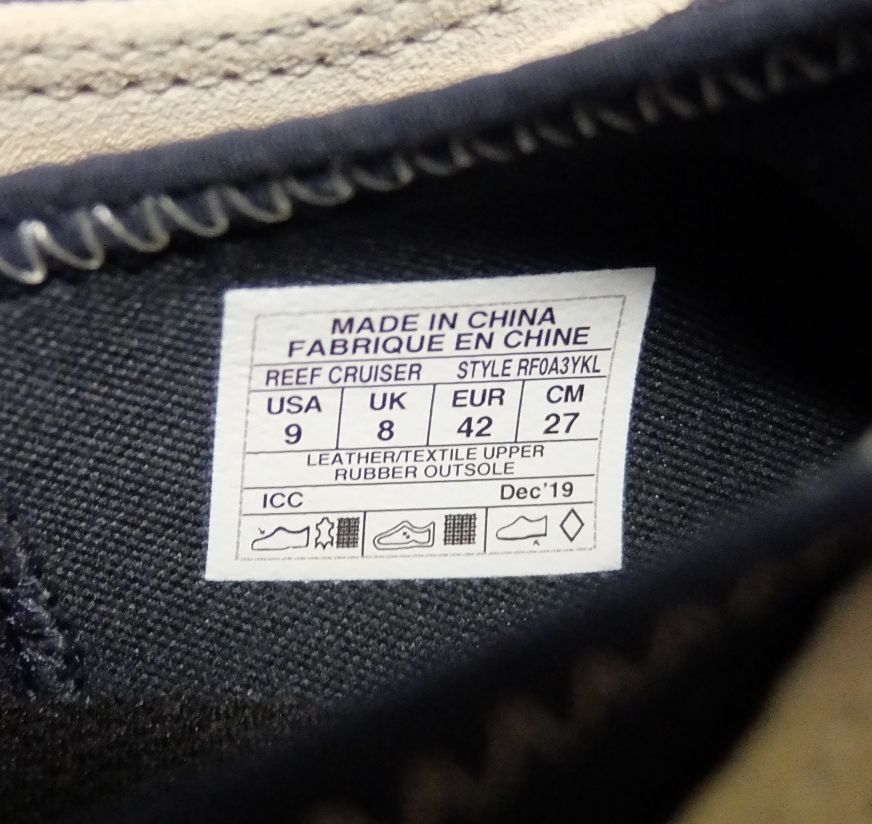 MADE IN CHINA
FABRIQUE EN CHINE
REEF CRUISER STYLE RF0A3YKL
USA UK EUR CM
9 8 42 27
LEATHER/TEXTILE UPPER
RUBBER OUTSOLE
ICC Dec'19